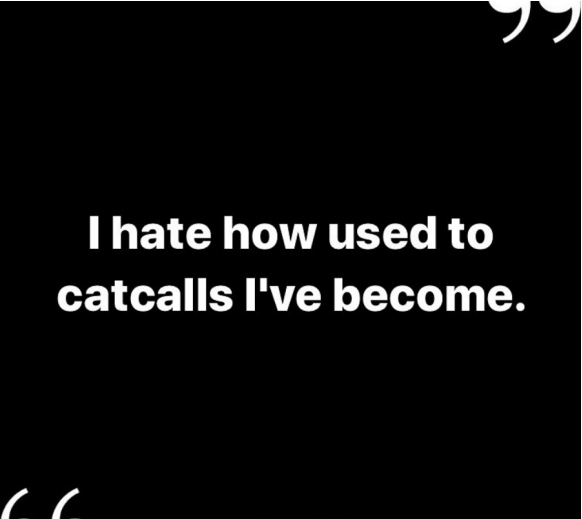 ”
I hate how used to
catcalls I've become.
“